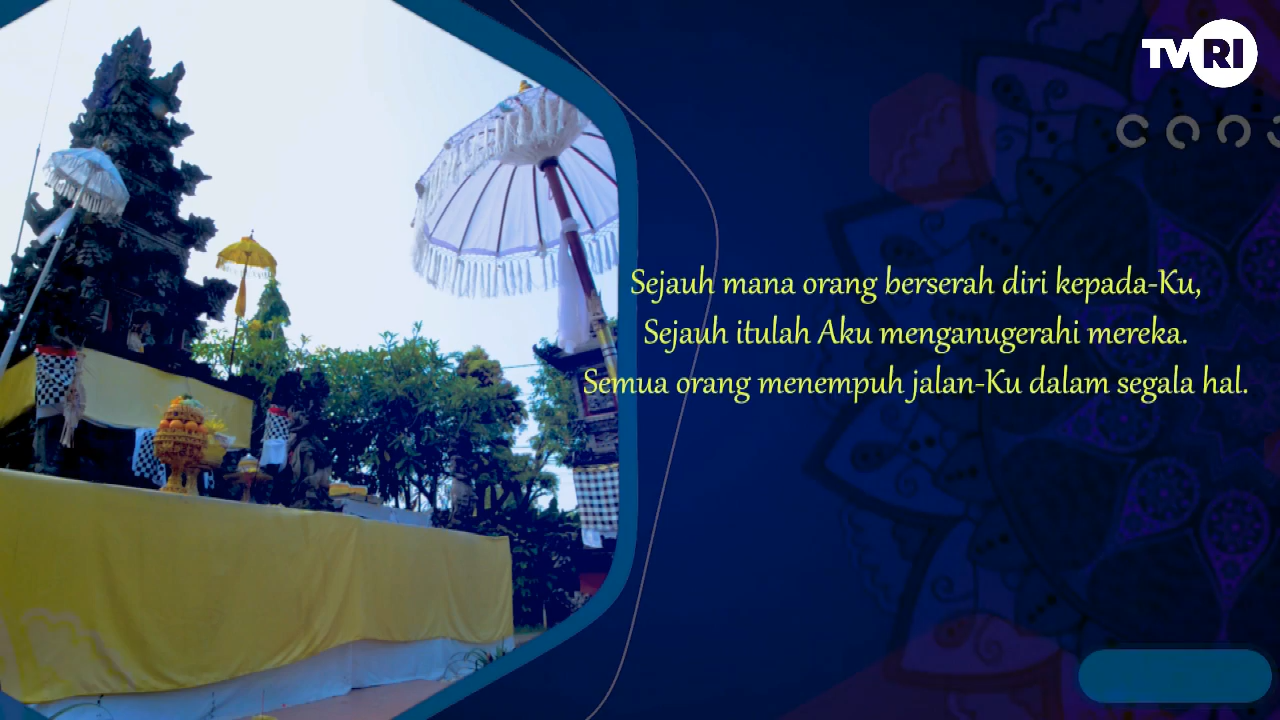 TVRI
Sejauh mana orang berserah diri kepada-Ku,
Sejauh itulah Aku menganugerahi mereka.
Semua orang menempuh jalan-Ku dalam segala hal.